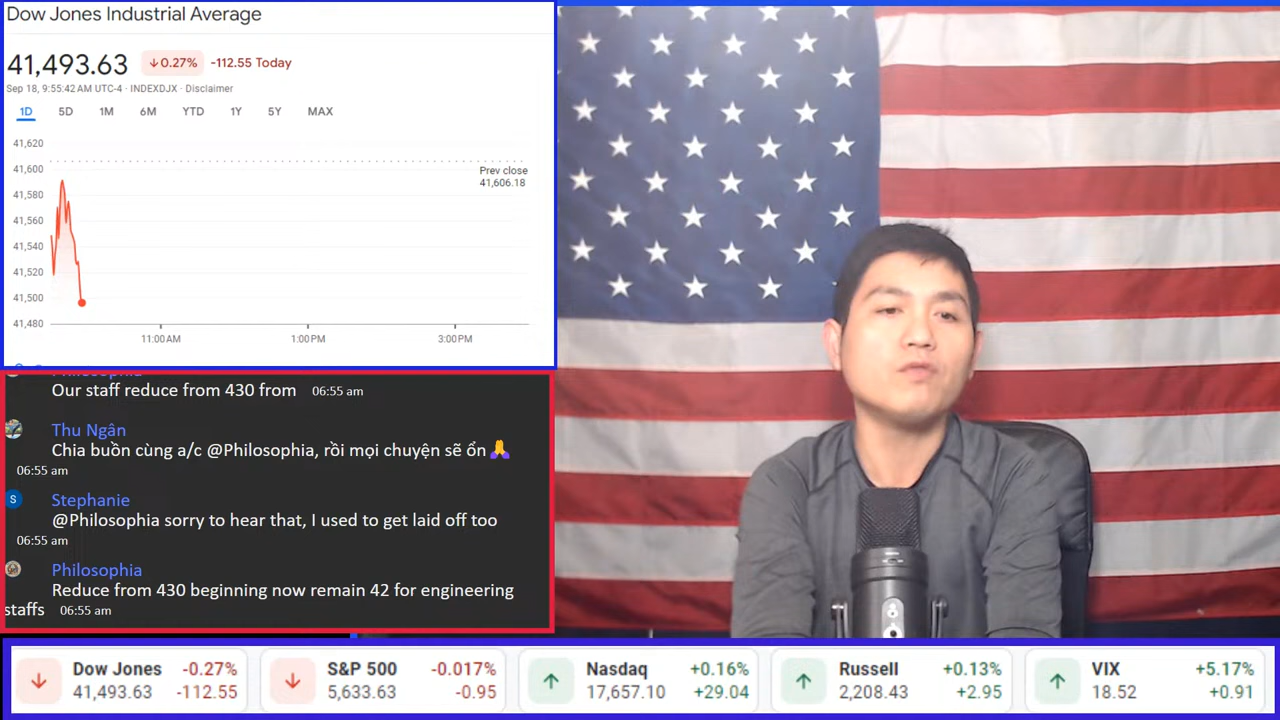 Dow Jones Industrial Average
41,493.63 ↓0.27% -112.55 Today
Sep 18, 9:55:42 AM UTC-4 · INDEXDJX · Disclaimer
1D 5D 1M 6M YTD 1Y 5Y MAX
41,620
41,600
41,580
41,560
41,540
41,520
41,500
41,480
Prev close
41,606.18
11:00 AM 1:00 PM 3:00 PM
Philosophia
Our staff reduce from 430 from 06:55 am
Thu Ngân
Chia buồn cùng a/c @Philosophia, rồi mọi chuyện sẽ ổn🙏
06:55 am
S Stephanie
@Philosophia sorry to hear that, I used to get laid off too
06:55 am
Philosophia
Reduce from 430 beginning now remain 42 for engineering
staffs 06:55 am
Dow Jones -0.27%
41,493.63 -112.55
S&P 500 -0.017%
5,633.63 -0.95
Nasdaq +0.16%
17,657.10 +29.04
Russell +0.13%
2,208.43 +2.95
VIX +5.17%
18.52 +0.91